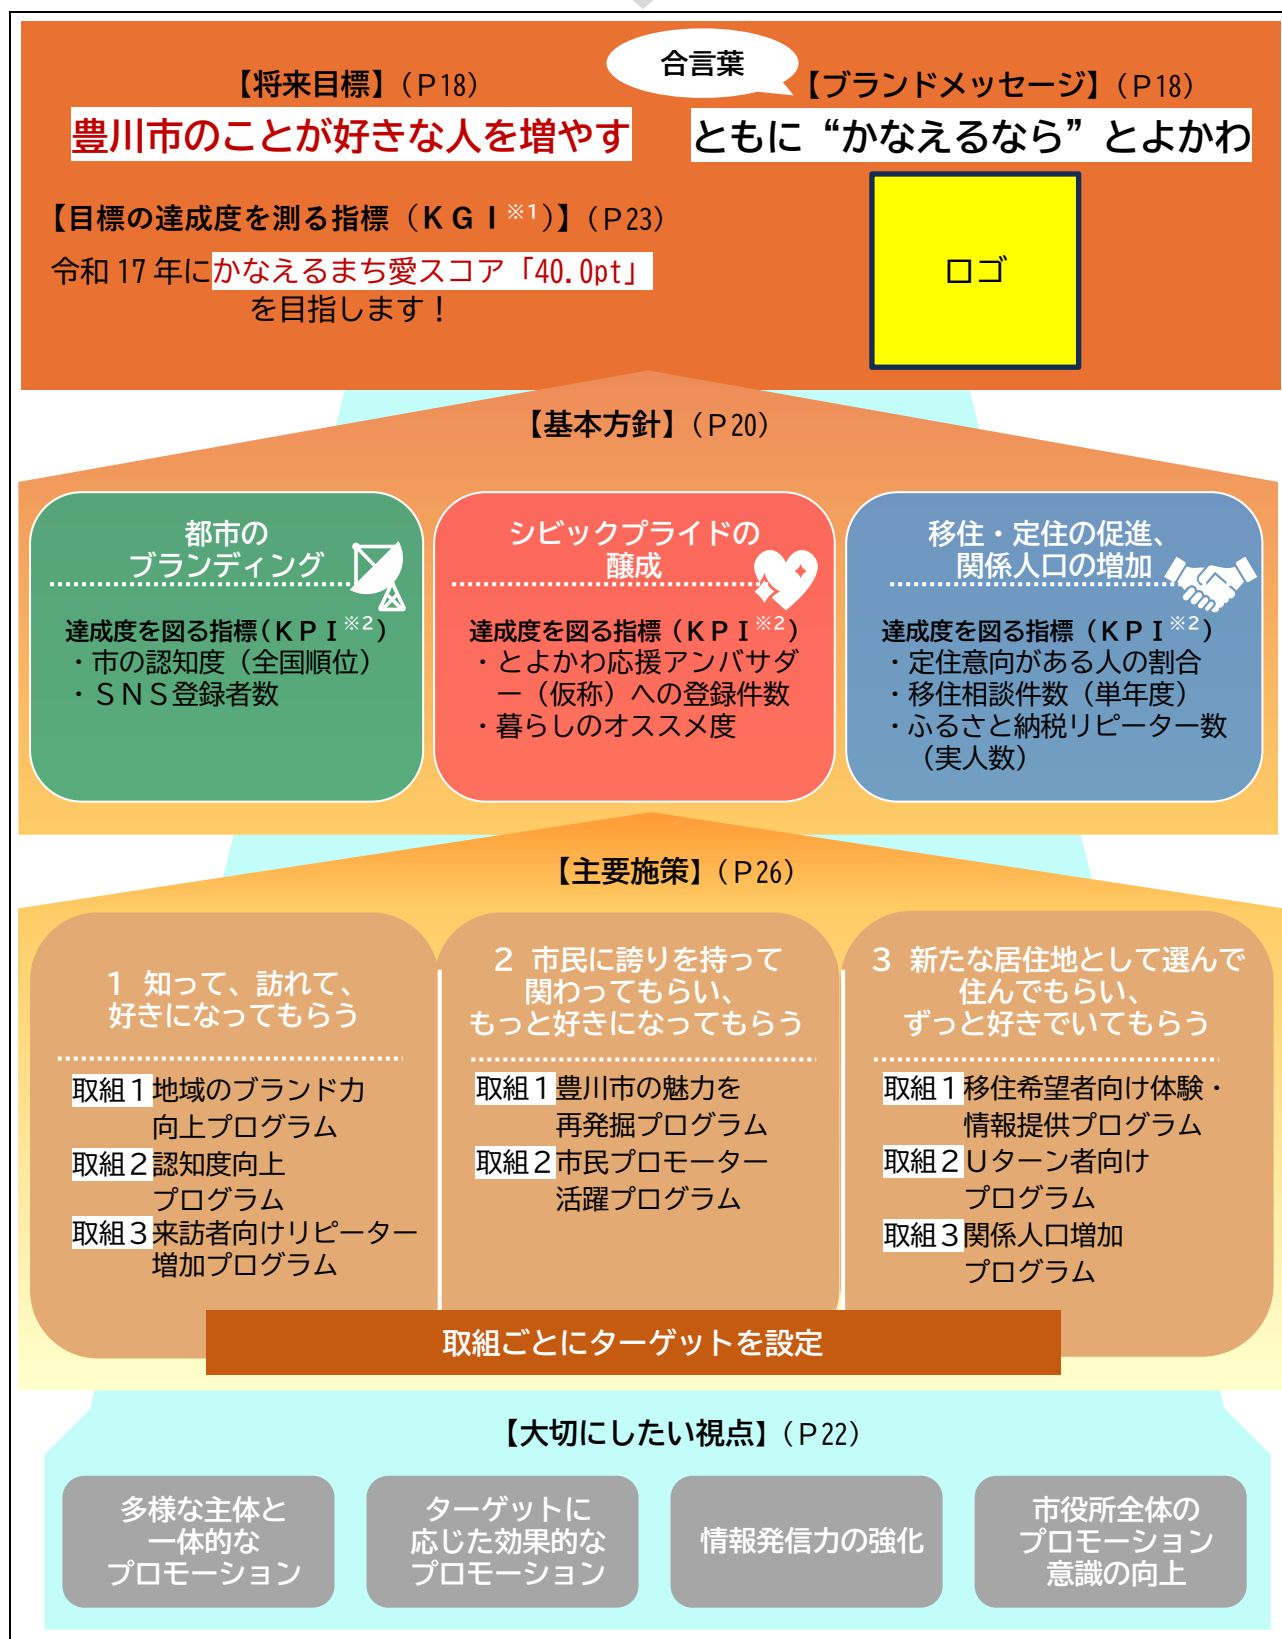 合言葉
【将来目標】(P18)
豊川市のことが好きな人を増やす
【ブランドメッセージ】(P18)
ともに“かなえるなら”とよかわ
【目標の達成度を測る指標（ＫＧⅠ※1）】(P23)
令和17年にかなえるまち愛スコア「40.0pt」
を目指します！
ロゴ
【基本方針】(P20)
都市の
ブランディング
達成度を図る指標(ＫＰⅠ※2)
・市の認知度（全国順位）
・ＳＮＳ登録者数
シビックプライドの
醸成
達成度を図る指標（ＫＰⅠ※2）
・とよかわ応援アンバサダ
ー（仮称）への登録件数
・暮らしのオススメ度
移住・定住の促進、
関係人口の増加
達成度を図る指標（ＫＰⅠ※2）
・定住意向がある人の割合
・移住相談件数（単年度）
・ふるさと納税リピーター数
（実人数）
【主要施策】(P26)
1 知って、訪れて、
好きになってもらう
取組１地域のブランド力
向上プログラム
取組２認知度向上
プログラム
取組３来訪者向けリピーター
増加プログラム
2 市民に誇りを持って
関わってもらい、
もっと好きになってもらう
取組１豊川市の魅力を
再発掘プログラム
取組２市民プロモーター
活躍プログラム
3 新たな居住地として選んで
住んでもらい、
ずっと好きでいてもらう
取組１移住希望者向け体験・
情報提供プログラム
取組２Ｕターン者向け
プログラム
取組３関係人口増加
プログラム
取組ごとにターゲットを設定
【大切にしたい視点】(P22)
多様な主体と
一体的な
プロモーション
ターゲットに
応じた効果的な
プロモーション
情報発信力の強化
市役所全体の
プロモーション
意識の向上